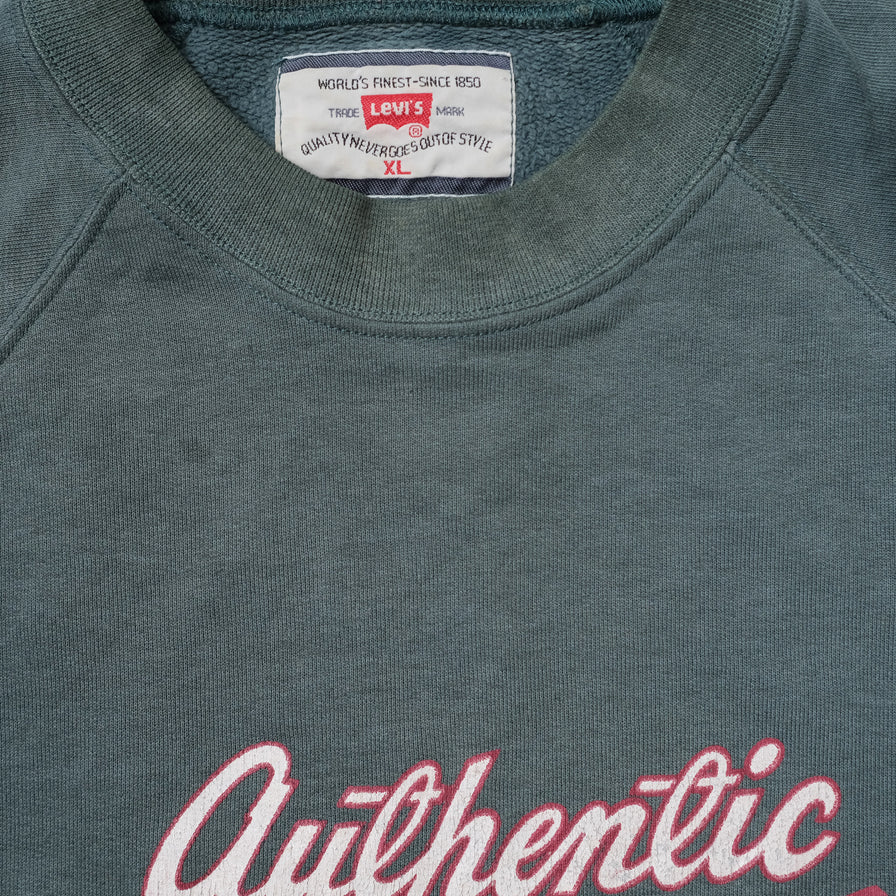 WORLD'S FINEST-SINCE 1850
TRADE LEVI'S MARK
®
QUALITY NEVER GOES OUT OF STYLE
XL
Authentic